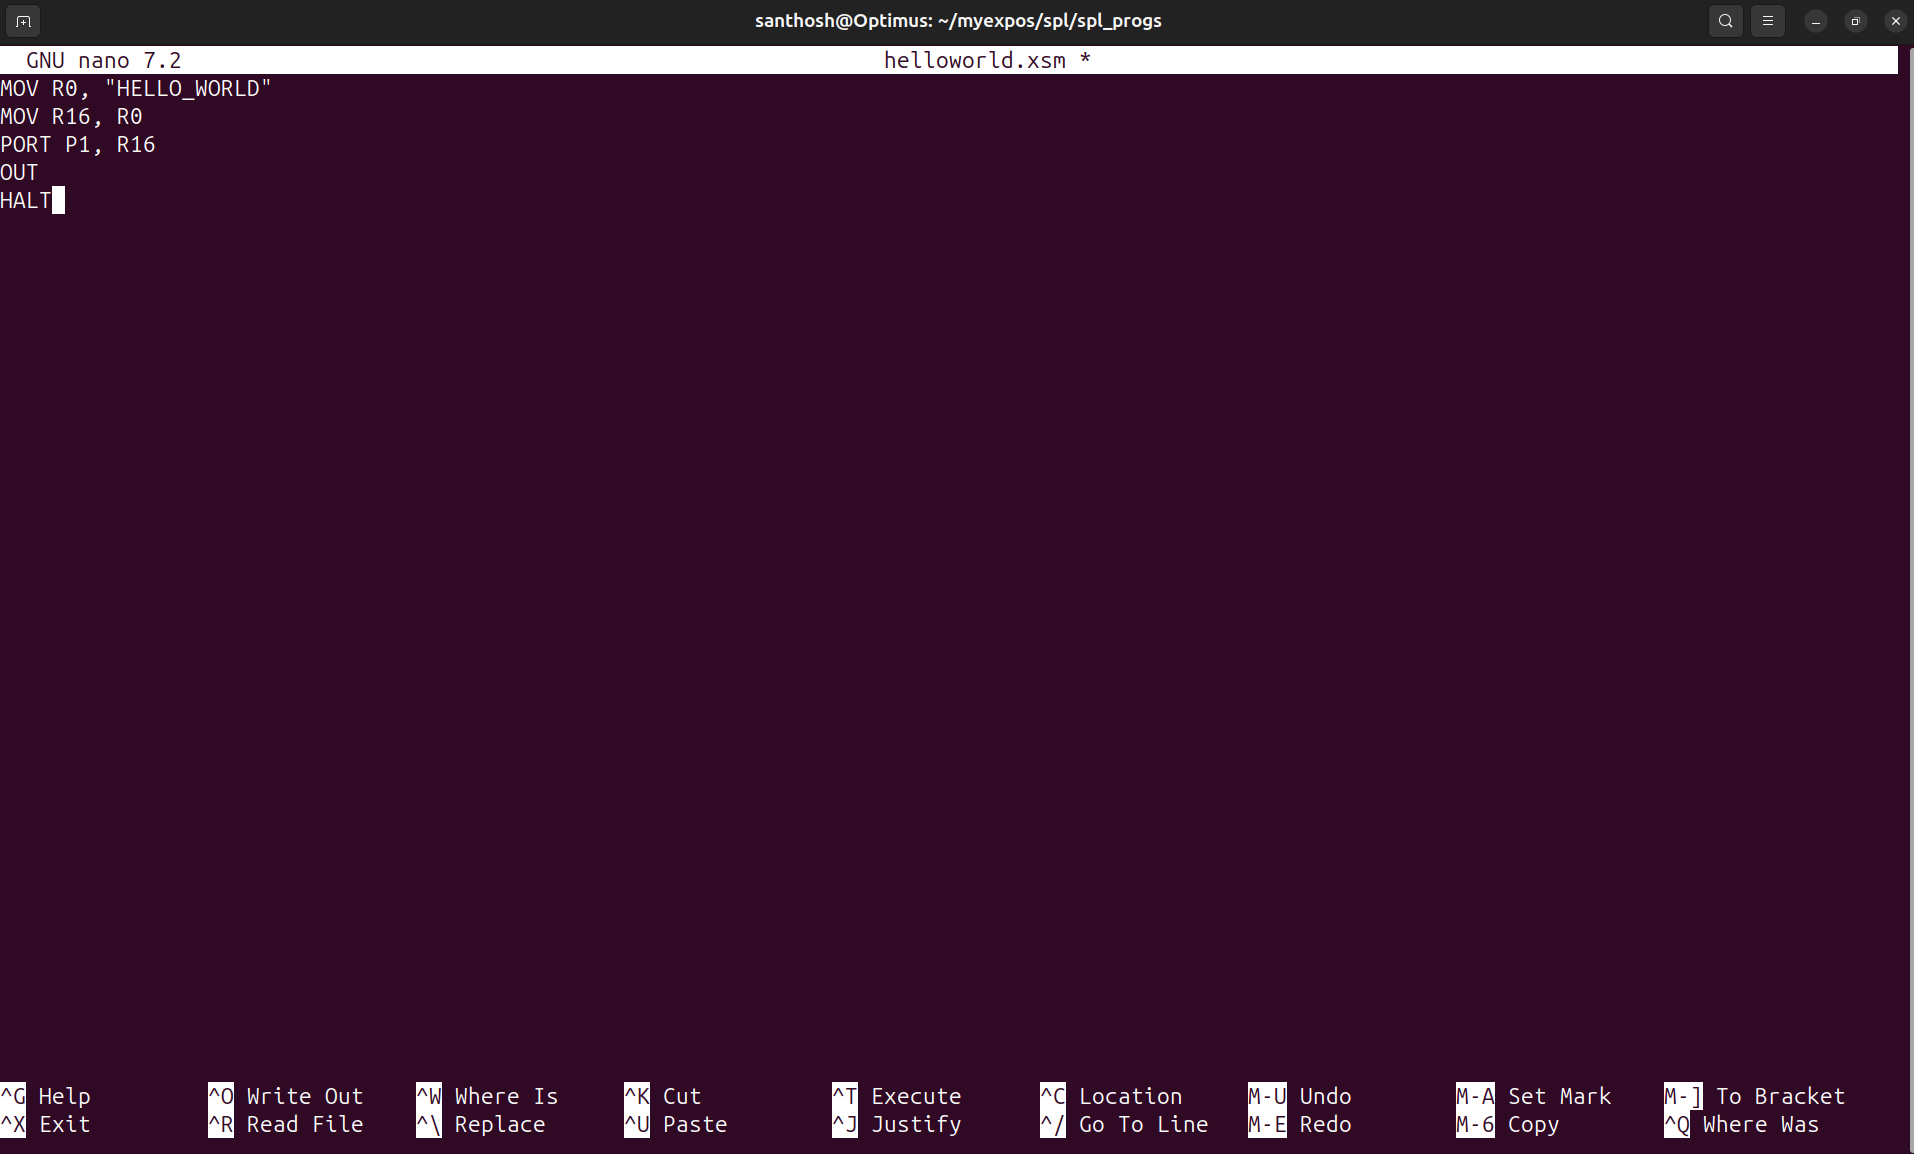 santhosh@Optimus: ~/myexpos/spl/spl_progs
GNU nano 7.2 helloworld.xsm *
MOV R0, "HELLO_WORLD"
MOV R16, R0
PORT P1, R16
OUT
HALT
^G Help ^O Write Out ^W Where Is ^K Cut ^T Execute ^C Location M-U Undo M-A Set Mark M-] To Bracket
^X Exit ^R Read File ^\ Replace ^U Paste ^J Justify ^/ Go To Line M-E Redo M-6 Copy ^Q Where Was